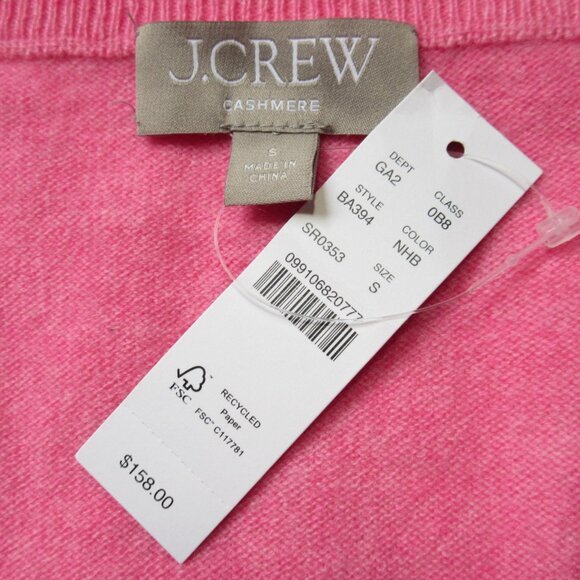 J.CREW
CASHMERE
S
MADE IN
CHINA
DEPT CLASS
GA2 0B8
STYLE COLOR
BA394 NHB
SIZE
SR0353 S
099106820777
FSC
RECYCLED
Paper
FSC® C117781
$158.00